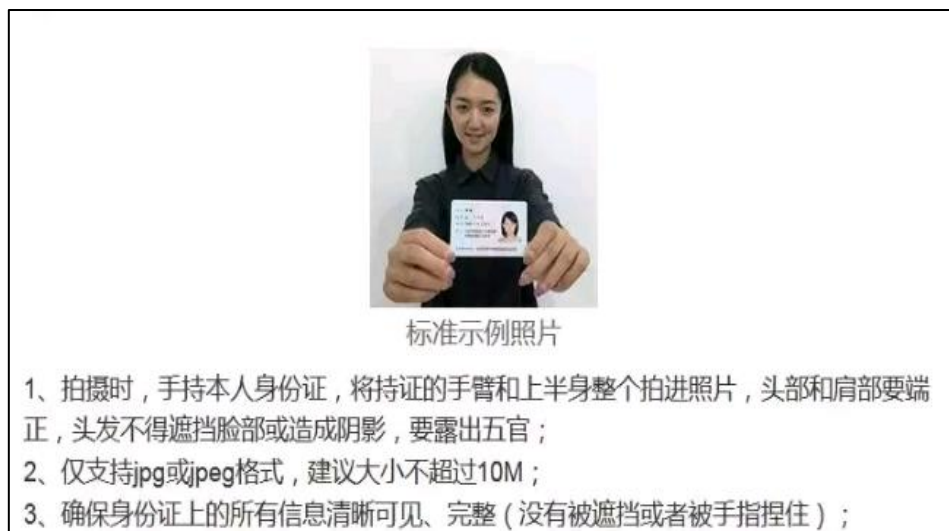 标准示例照片
1、拍摄时，手持本人身份证，将持证的手臂和上半身整个拍进照片，头部和肩部要端
正，头发不得遮挡脸部或造成阴影，要露出五官；
2、仅支持jpg或jpeg格式，建议大小不超过10M；
3、确保身份证上的所有信息清晰可见、完整（没有被遮挡或者被手指捏住）；